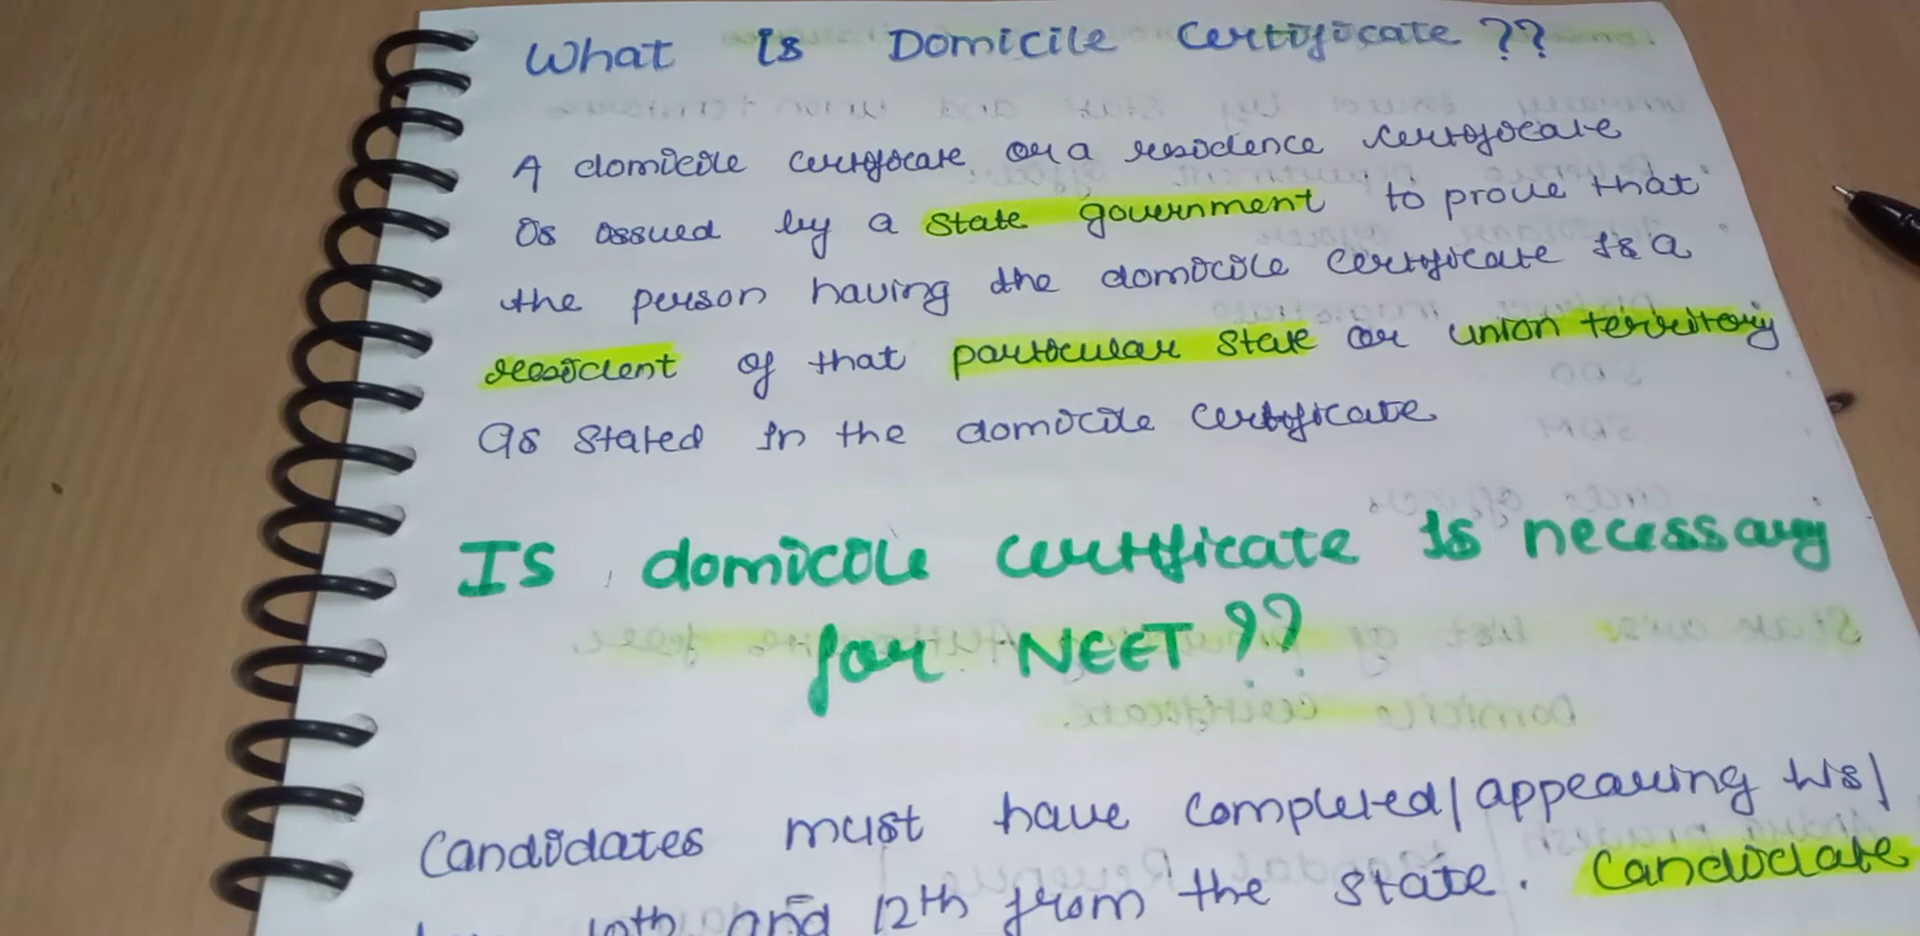 What is Domicile Certificate ??
A domicile certificate or a residence certificate
is issued by a state government to prove that
the person having the domicile certificate is a
resident of that particular state or union territory
as stated in the domicile certificate
Is domicile certificate is necessary
for NEET ??
Candidates must have completed/appearing his/
10th and 12th from the state. Candidate